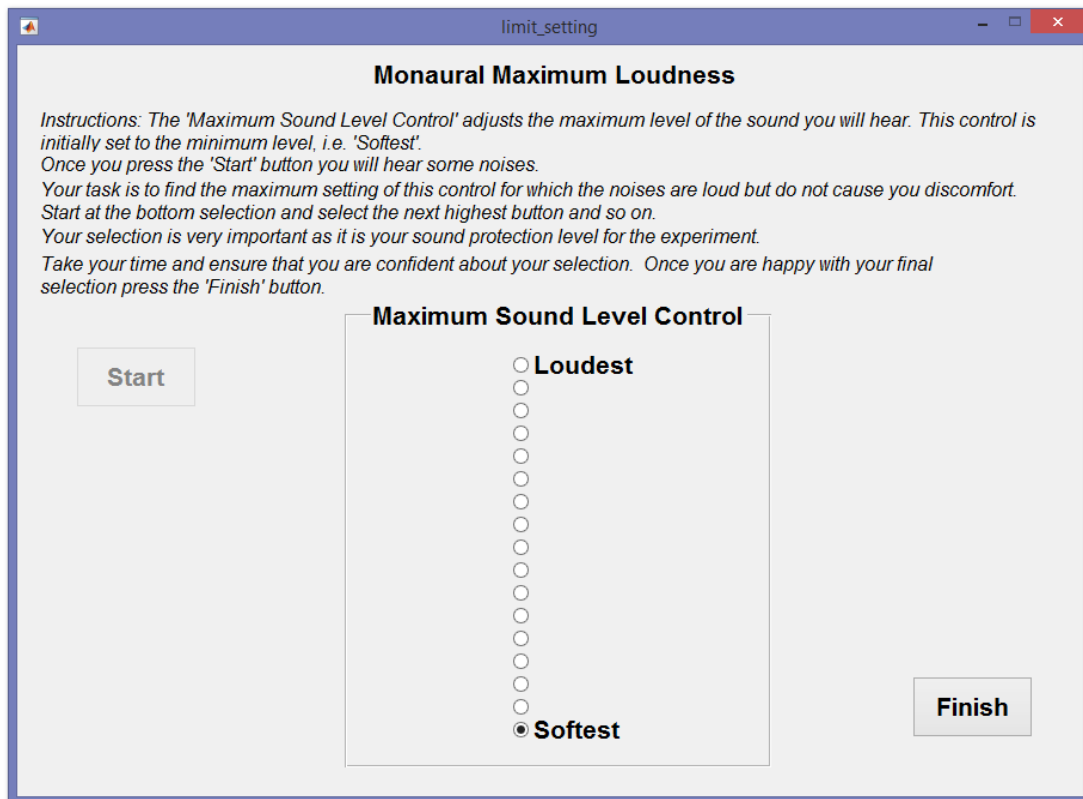 limit_setting
Monaural Maximum Loudness
Instructions: The 'Maximum Sound Level Control' adjusts the maximum level of the sound you will hear. This control is
initially set to the minimum level, i.e. 'Softest'.
Once you press the 'Start' button you will hear some noises.
Your task is to find the maximum setting of this control for which the noises are loud but do not cause you discomfort.
Start at the bottom selection and select the next highest button and so on.
Your selection is very important as it is your sound protection level for the experiment.
Take your time and ensure that you are confident about your selection.  Once you are happy with your final
selection press the 'Finish' button.
Maximum Sound Level Control
Loudest
Start
Finish
Softest